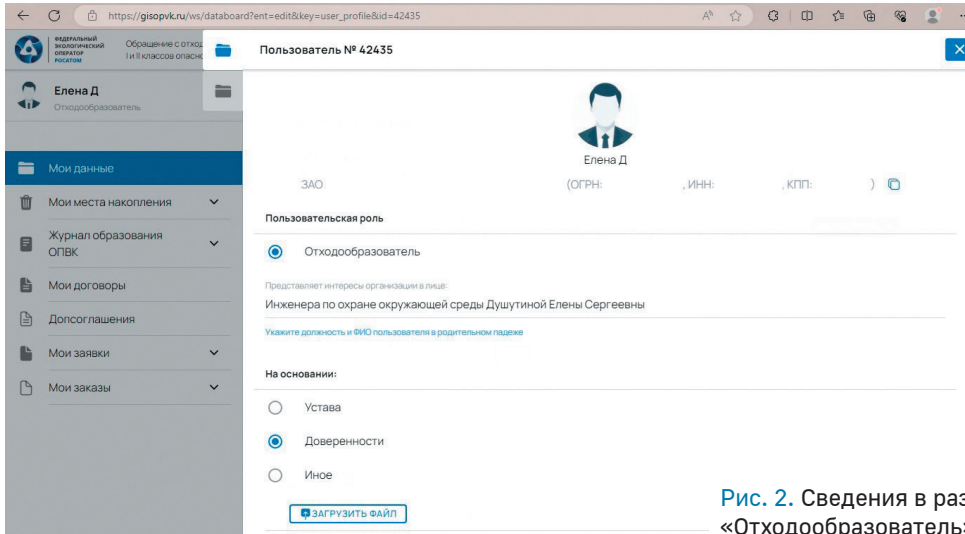 https://gisopvk.ru/ws/databoard?ent=edit&key=user_profile&id=42435
ФЕДЕРАЛЬНЫЙ
ЭКОЛОГИЧЕСКИЙ
ОПЕРАТОР
РОСАТОМ
Обращение с отход
I и II классов опасно
Пользователь № 42435
Елена Д
Отходообразователь
Елена Д
ЗАО (ОГРН: , ИНН: , КПП: )
Мои данные
Мои места накопления
Журнал образования
ОПВК
Мои договоры
Допсоглашения
Мои заявки
Мои заказы
Пользовательская роль
Отходообразователь
Представляет интересы организации в лице:
Инженера по охране окружающей среды Душутиной Елены Сергеевны
Укажите должность и ФИО пользователя в родительном падеже
На основании:
Устава
Доверенности
Иное
ЗАГРУЗИТЬ ФАЙЛ
Рис. 2. Сведения в раз
«Отходообразователь»